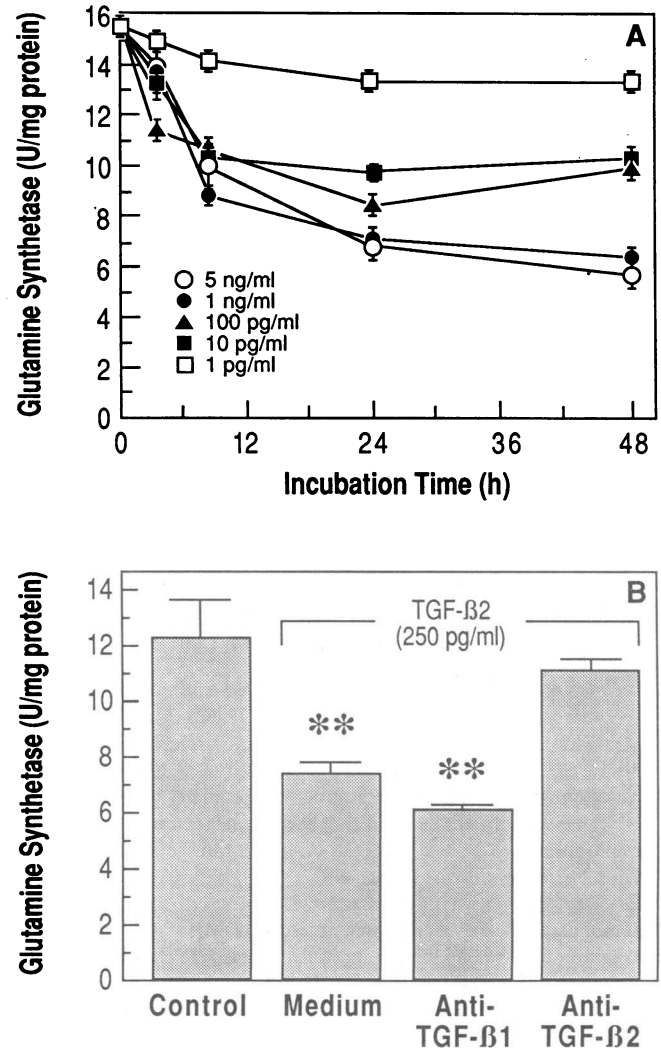 A
Glutamine Synthetase (U/mg protein)
16
14
12
10
8
6
4
2
0
5 ng/ml
1 ng/ml
100 pg/ml
10 pg/ml
1 pg/ml
0 12 24 36 48
Incubation Time (h)
B
Glutamine Synthetase (U/mg protein)
14
12
10
8
6
4
2
0
TGF-ß2
(250 pg/ml)
**
**
Control Medium Anti- Anti-
TGF-ß1 TGF-ß2